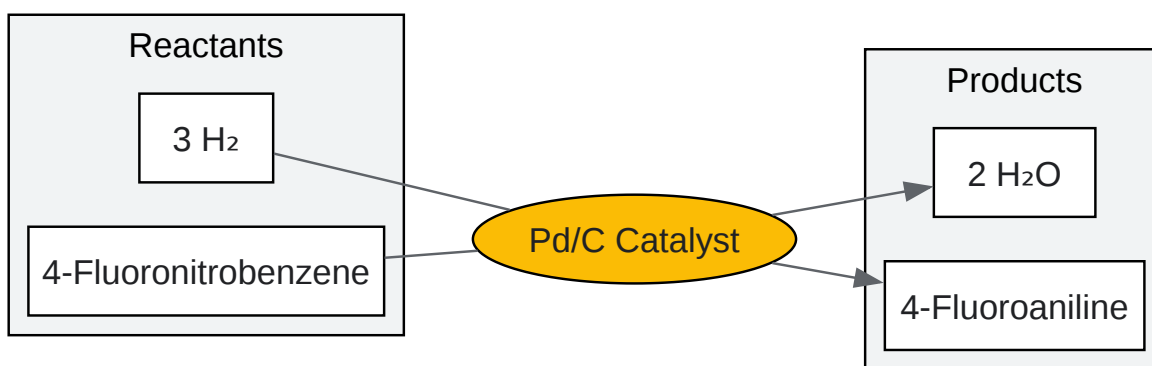 Reactants
3 H₂
4-Fluoronitrobenzene
Pd/C Catalyst
Products
2 H₂O
4-Fluoroaniline